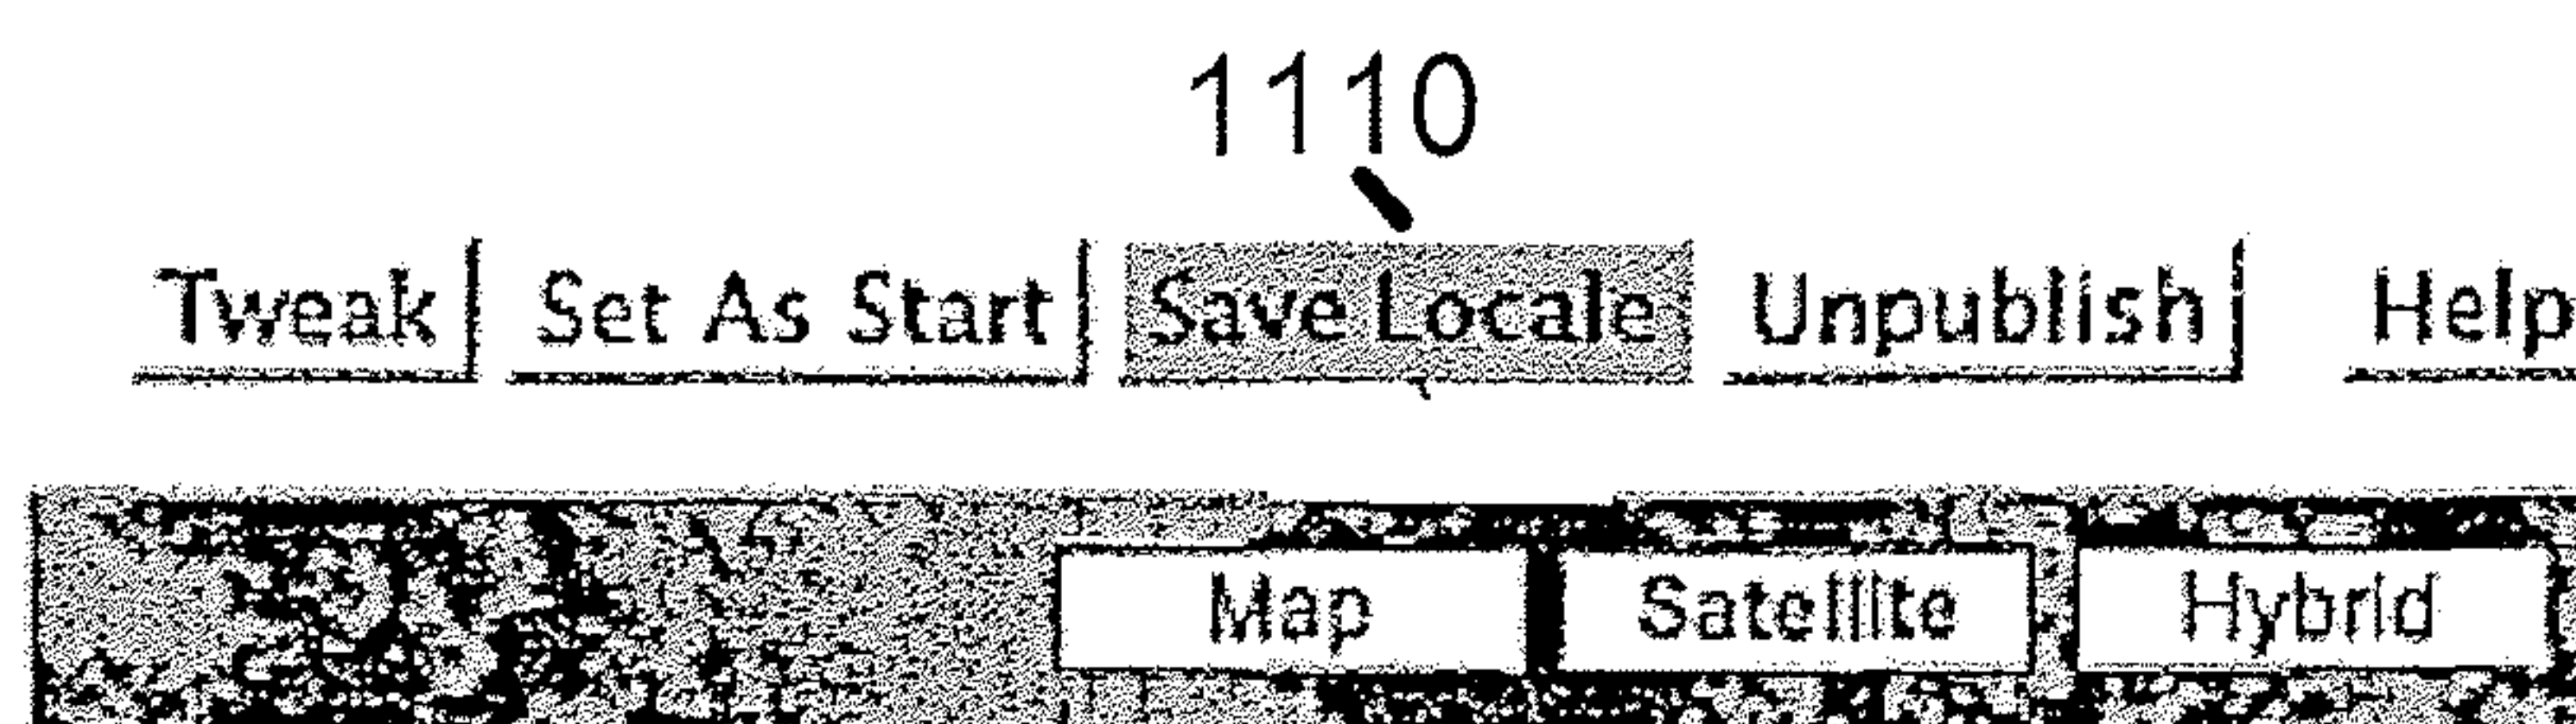 1110
Tweak Set As Start Save Locale Unpublish Help
Map Satellite Hybrid